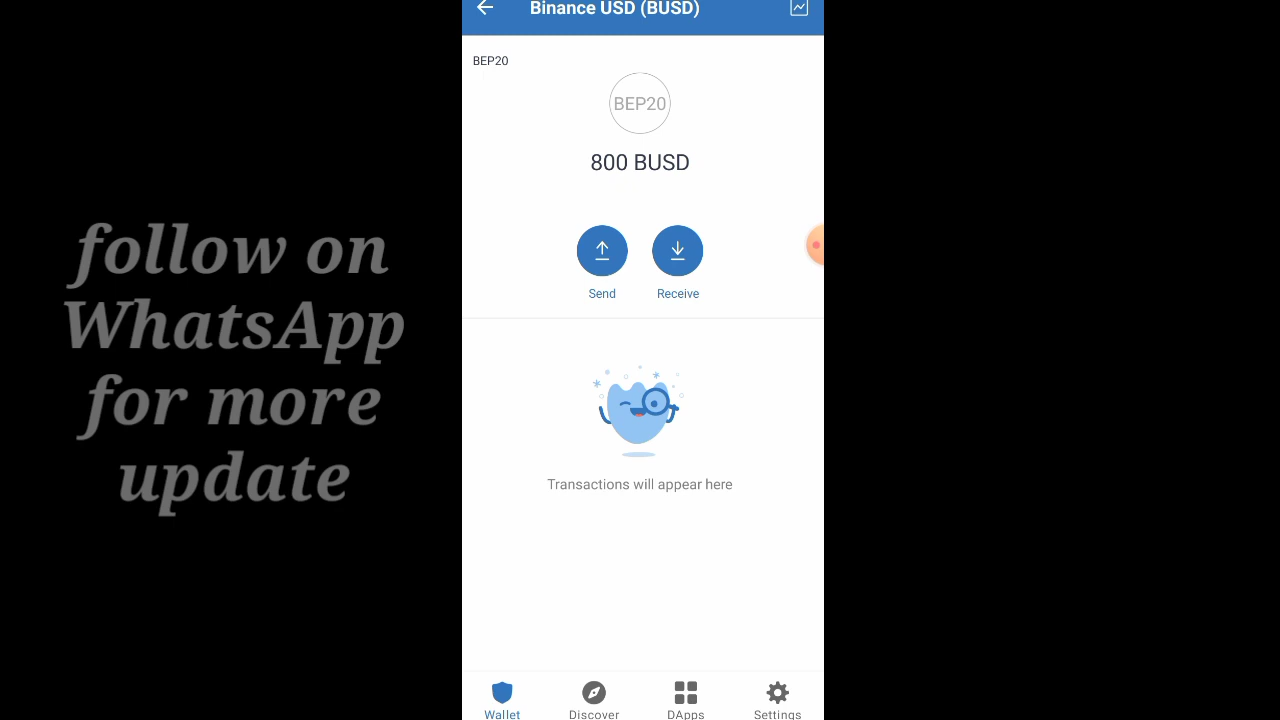 follow on
WhatsApp
for more
update
Binance USD (BUSD)
BEP20
BEP20
800 BUSD
Send
Receive
Transactions will appear here
Wallet
Discover
DApps
Settings